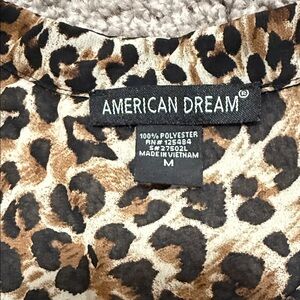 AMERICAN DREAM®
100% POLYESTER
RN# 125484
S#27502L
MADE IN VIETNAM
M